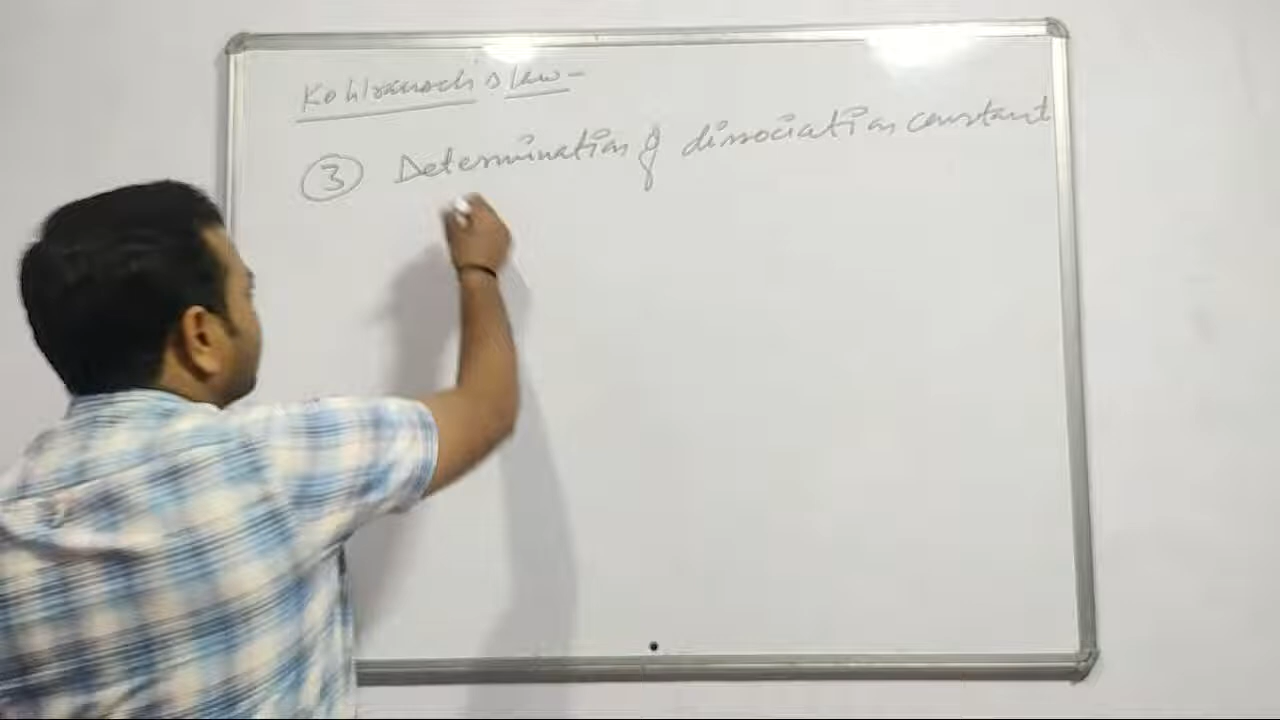 Kohlrausch's law -
③ Determination of dissociation constant